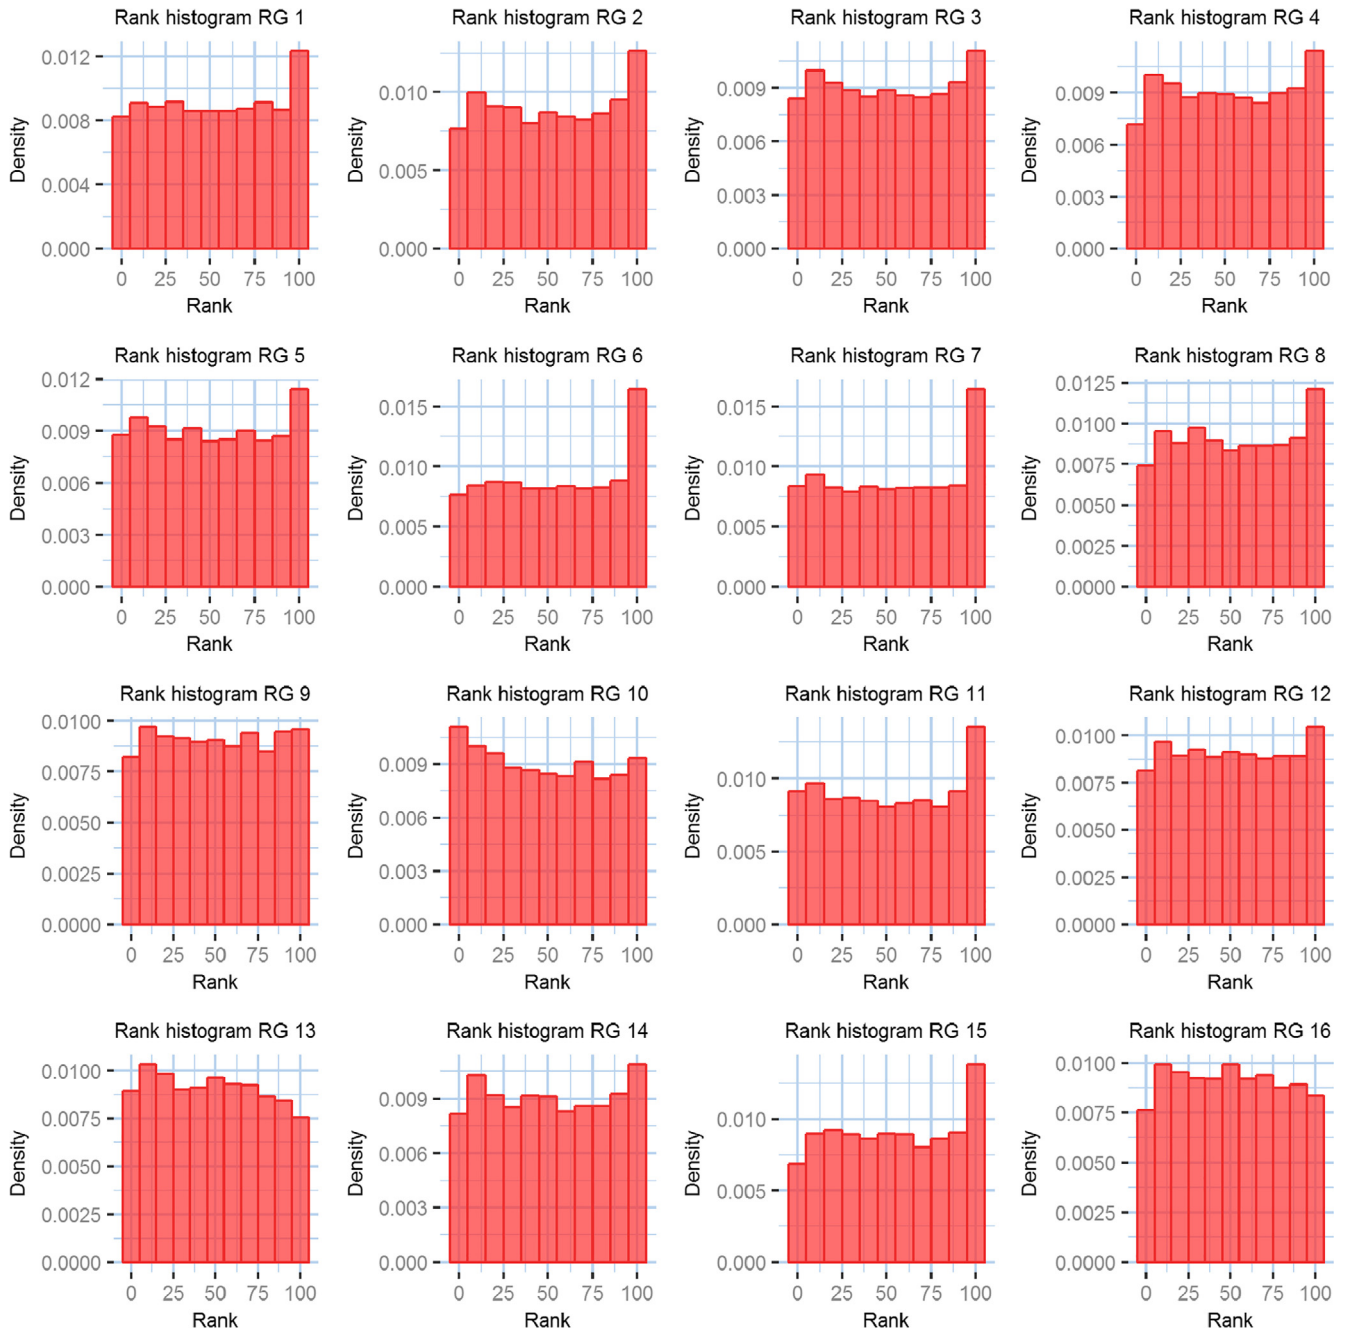 Rank histogram RG 1
Rank histogram RG 2
Rank histogram RG 3
Rank histogram RG 4
Density
0.012
0.008
0.004
0.000
0 25 50 75 100
Rank
Density
0.010
0.005
0.000
0 25 50 75 100
Rank
Density
0.009
0.006
0.003
0.000
0 25 50 75 100
Rank
Density
0.009
0.006
0.003
0.000
0 25 50 75 100
Rank
Rank histogram RG 5
Rank histogram RG 6
Rank histogram RG 7
Rank histogram RG 8
Density
0.012
0.009
0.006
0.003
0.000
0 25 50 75 100
Rank
Density
0.015
0.010
0.005
0.000
0 25 50 75 100
Rank
Density
0.015
0.010
0.005
0.000
0 25 50 75 100
Rank
Density
0.0125
0.0100
0.0075
0.0050
0.0025
0.0000
0 25 50 75 100
Rank
Rank histogram RG 9
Rank histogram RG 10
Rank histogram RG 11
Rank histogram RG 12
Density
0.0100
0.0075
0.0050
0.0025
0.0000
0 25 50 75 100
Rank
Density
0.009
0.006
0.003
0.000
0 25 50 75 100
Rank
Density
0.010
0.005
0.000
0 25 50 75 100
Rank
Density
0.0100
0.0075
0.0050
0.0025
0.0000
0 25 50 75 100
Rank
Rank histogram RG 13
Rank histogram RG 14
Rank histogram RG 15
Rank histogram RG 16
Density
0.0100
0.0075
0.0050
0.0025
0.0000
0 25 50 75 100
Rank
Density
0.009
0.006
0.003
0.000
0 25 50 75 100
Rank
Density
0.010
0.005
0.000
0 25 50 75 100
Rank
Density
0.0100
0.0075
0.0050
0.0025
0.0000
0 25 50 75 100
Rank